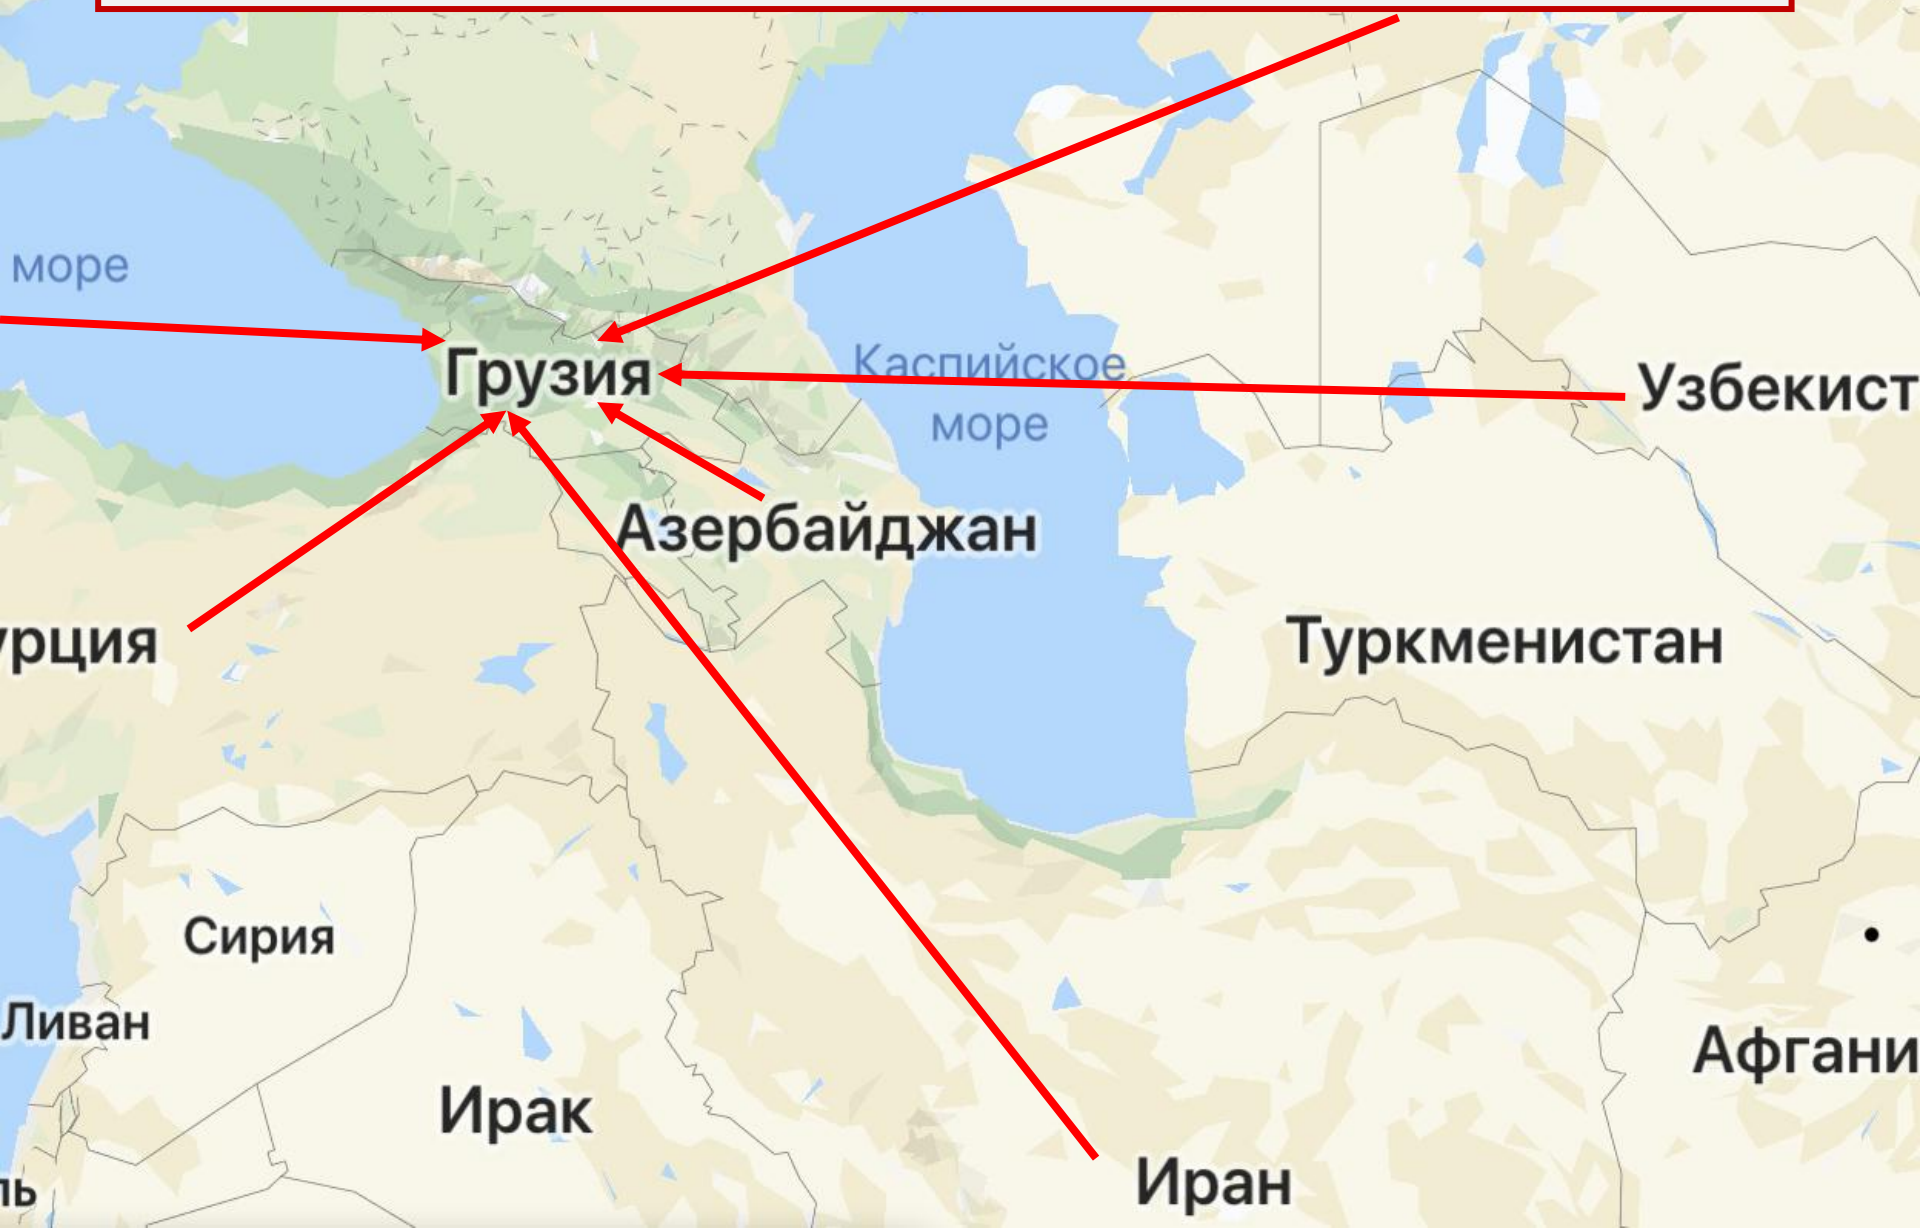 море
Грузия
Каспийское
море
Узбекист
Азербайджан
урция
Туркменистан
Сирия
Ливан
Афгани
Ирак
Иран
ль